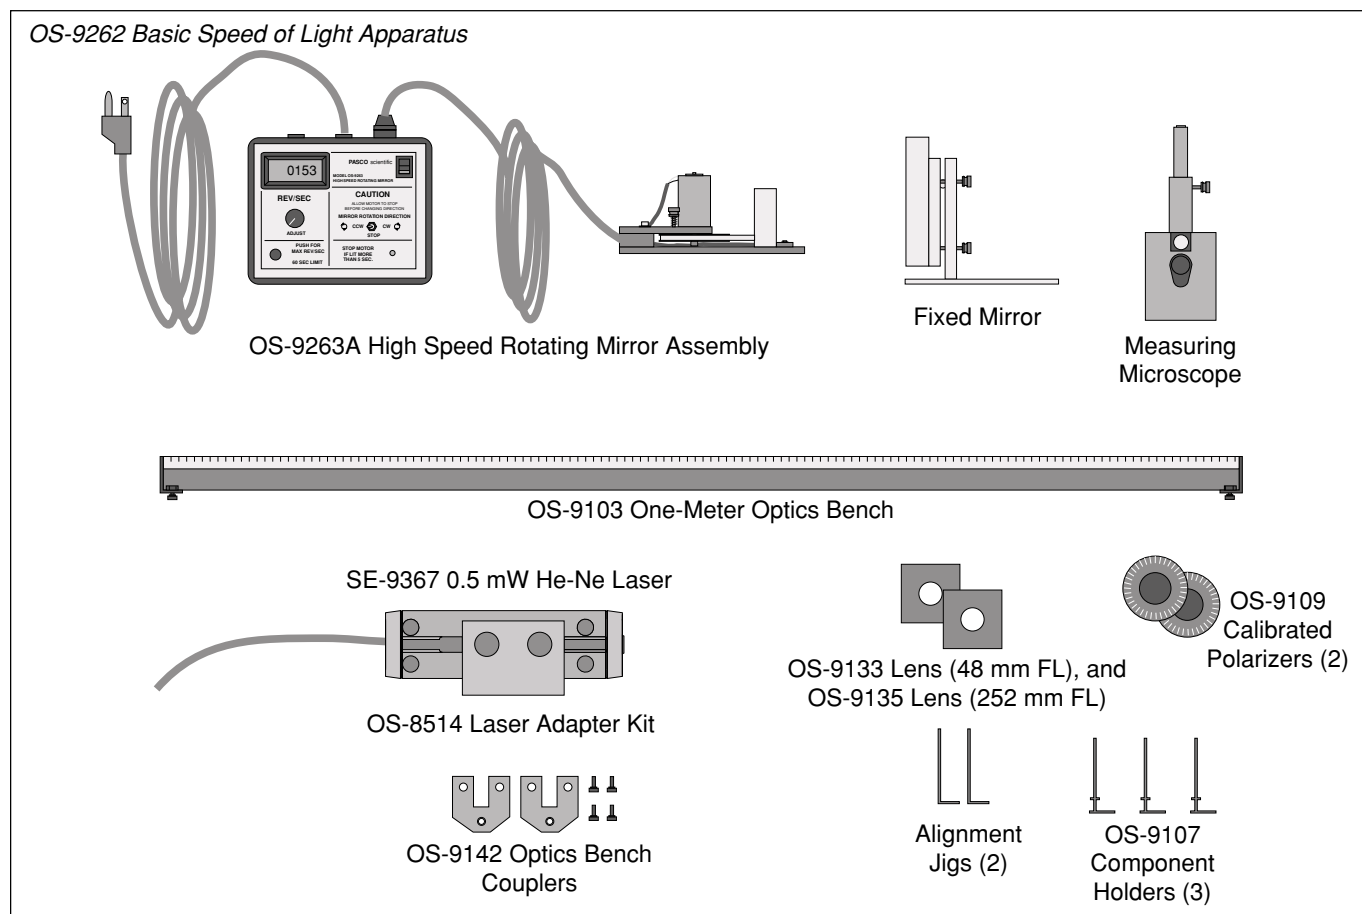 OS-9262 Basic Speed of Light Apparatus
0153
PASCO scientific
MODEL OS-9263
HIGH SPEED ROTATING MIRROR
REV/SEC
ADJUST
CAUTION
ALLOW MOTOR TO STOP
BEFORE CHANGING DIRECTION
MIRROR ROTATION DIRECTION
CCW CW
STOP
PUSH FOR
MAX REV/SEC
60 SEC LIMIT
STOP MOTOR
IF LIT MORE
THAN 5 SEC.
OS-9263A High Speed Rotating Mirror Assembly
Fixed Mirror
Measuring
Microscope
OS-9103 One-Meter Optics Bench
SE-9367 0.5 mW He-Ne Laser
OS-8514 Laser Adapter Kit
OS-9133 Lens (48 mm FL), and
OS-9135 Lens (252 mm FL)
OS-9109
Calibrated
Polarizers (2)
OS-9142 Optics Bench
Couplers
Alignment
Jigs (2)
OS-9107
Component
Holders (3)